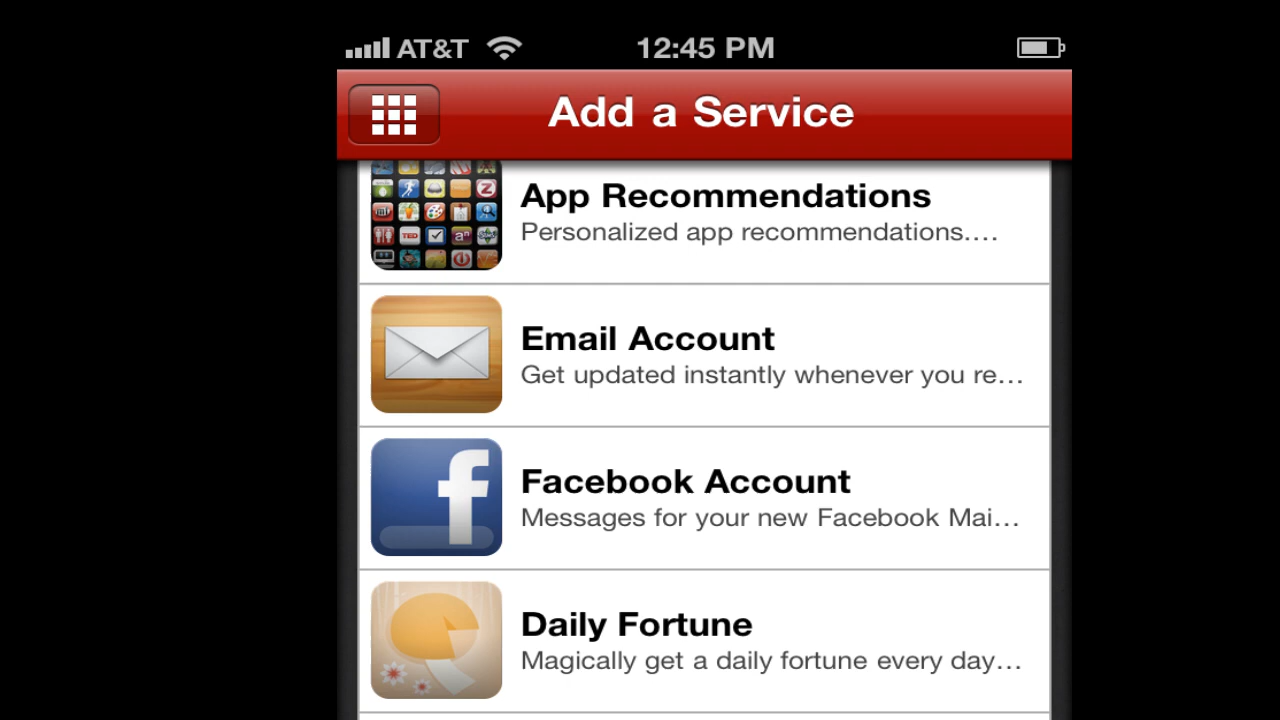 AT&T 12:45 PM
Add a Service
App Recommendations
Personalized app recommendations....
Email Account
Get updated instantly whenever you re...
Facebook Account
Messages for your new Facebook Mai...
Daily Fortune
Magically get a daily fortune every day...
TED
f